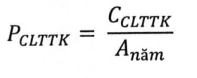 P_CLTTK = C_CLTTK / A_năm